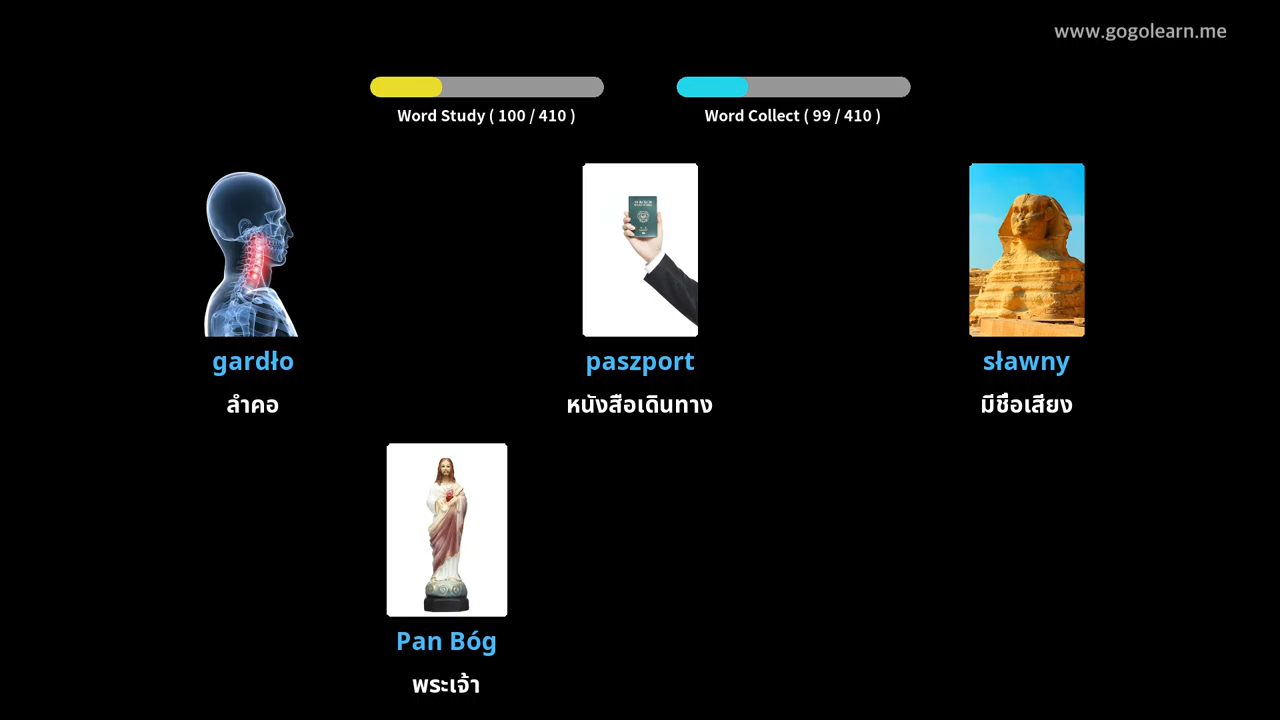 www.gogolearn.me
Word Study ( 100 / 410 )
Word Collect ( 99 / 410 )
gardło
ลำคอ
paszport
หนังสือเดินทาง
sławny
มีชื่อเสียง
Pan Bóg
พระเจ้า